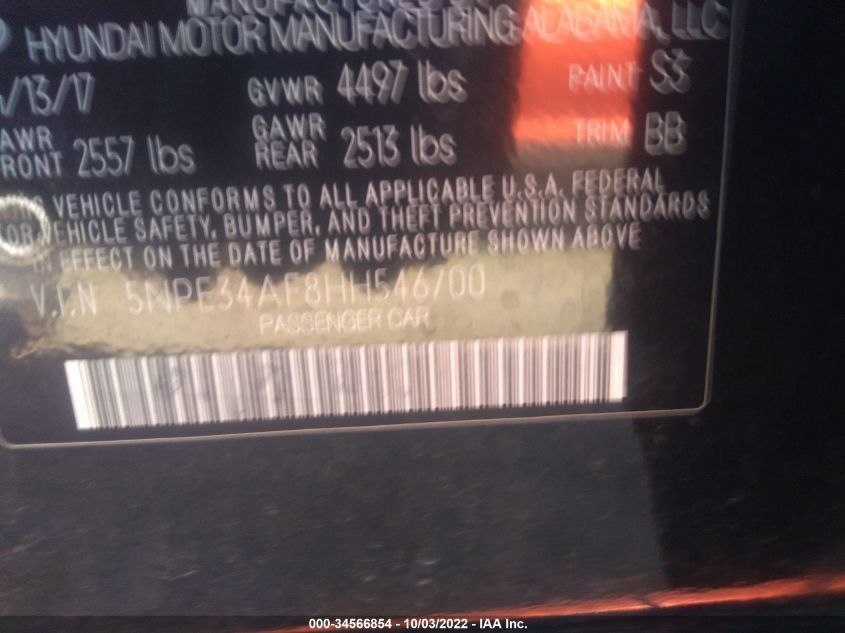 MANUFACTURED BY
HYUNDAI MOTOR MANUFACTURING ALABAMA, LLC
/13/17 GVWR 4497 lbs PAINT S3
GAWR FRONT 2557 lbs GAWR REAR 2513 lbs TRIM BB
VEHICLE CONFORMS TO ALL APPLICABLE U.S.A. FEDERAL
VEHICLE SAFETY, BUMPER, AND THEFT PREVENTION STANDARDS
IN EFFECT ON THE DATE OF MANUFACTURE SHOWN ABOVE
V.I.N 5NPE34AF8HH546700
PASSENGER CAR
000-34566854 - 10/03/2022 - IAA Inc.